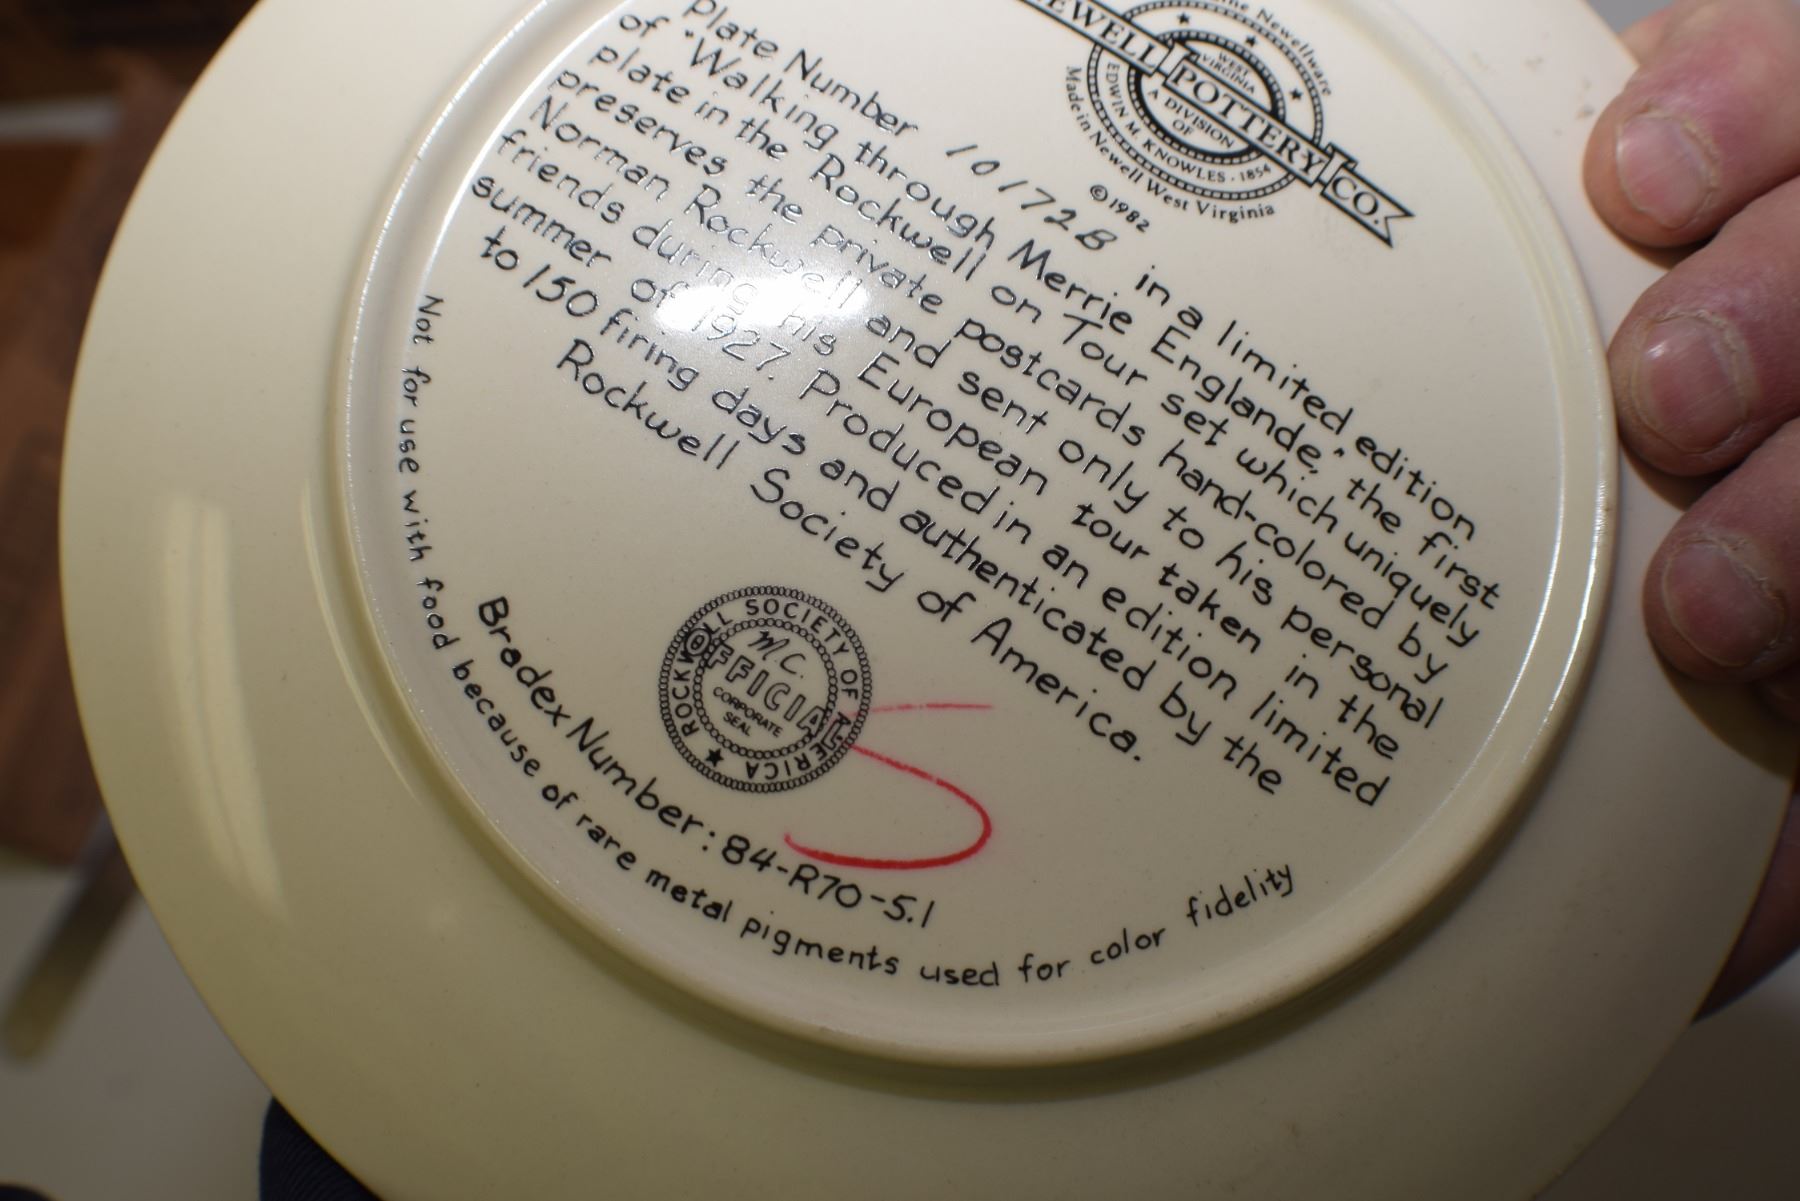 Fine Newellware
NEWELL POTTERY CO.
WEST VIRGINIA
A DIVISION OF
EDWIN M. KNOWLES · 1854
Made in Newell West Virginia
©1982
Plate Number 10172B in a limited edition
of "Walking through Merrie Englande," the first
plate in the Rockwell on Tour set which uniquely
preserves the private postcards hand-colored by
Norman Rockwell and sent only to his personal
friends during his European tour taken in the
summer of 1927. Produced in an edition limited
to 150 firing days and authenticated by the
Rockwell Society of America.
ROCKWELL SOCIETY OF AMERICA
M.C.
OFFICIAL
CORPORATE
SEAL
Bradex Number: 84-R70-5.1
Not for use with food because of rare metal pigments used for color fidelity